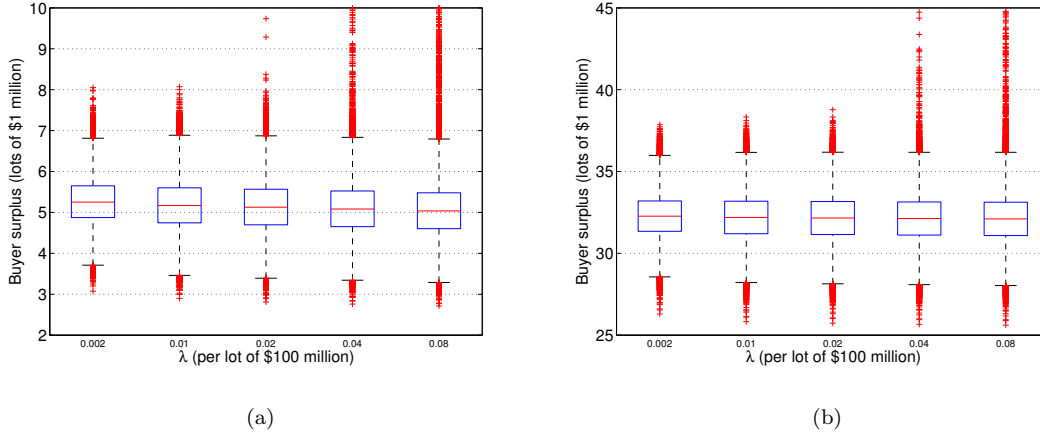 Buyer surplus (lots of $1 million)
10
9
8
7
6
5
4
3
2
0.002 0.01 0.02 0.04 0.08
λ (per lot of $100 million)
(a)
Buyer surplus (lots of $1 million)
45
40
35
30
25
0.002 0.01 0.02 0.04 0.08
λ (per lot of $100 million)
(b)